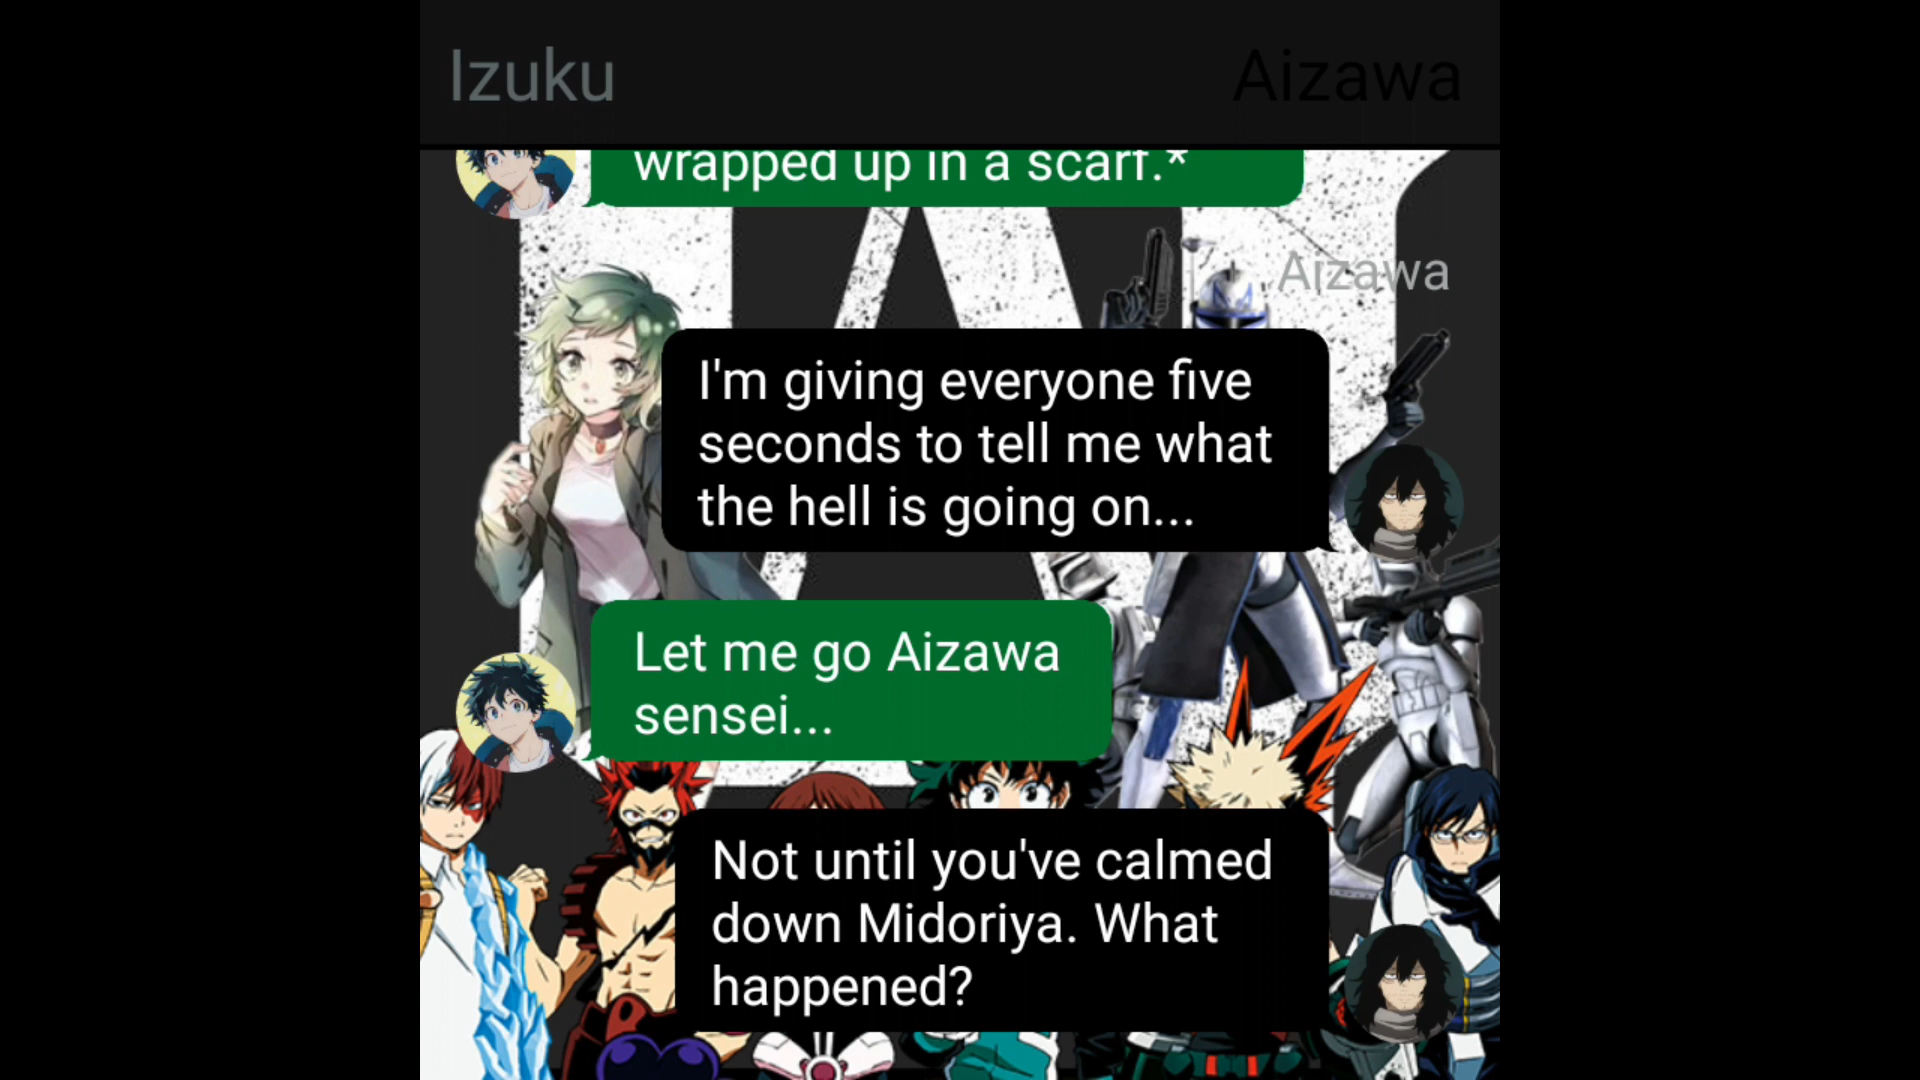 Izuku
Aizawa
wrapped up in a scarf.*
Aizawa
I'm giving everyone five
seconds to tell me what
the hell is going on...
Let me go Aizawa
sensei...
Not until you've calmed
down Midoriya. What
happened?